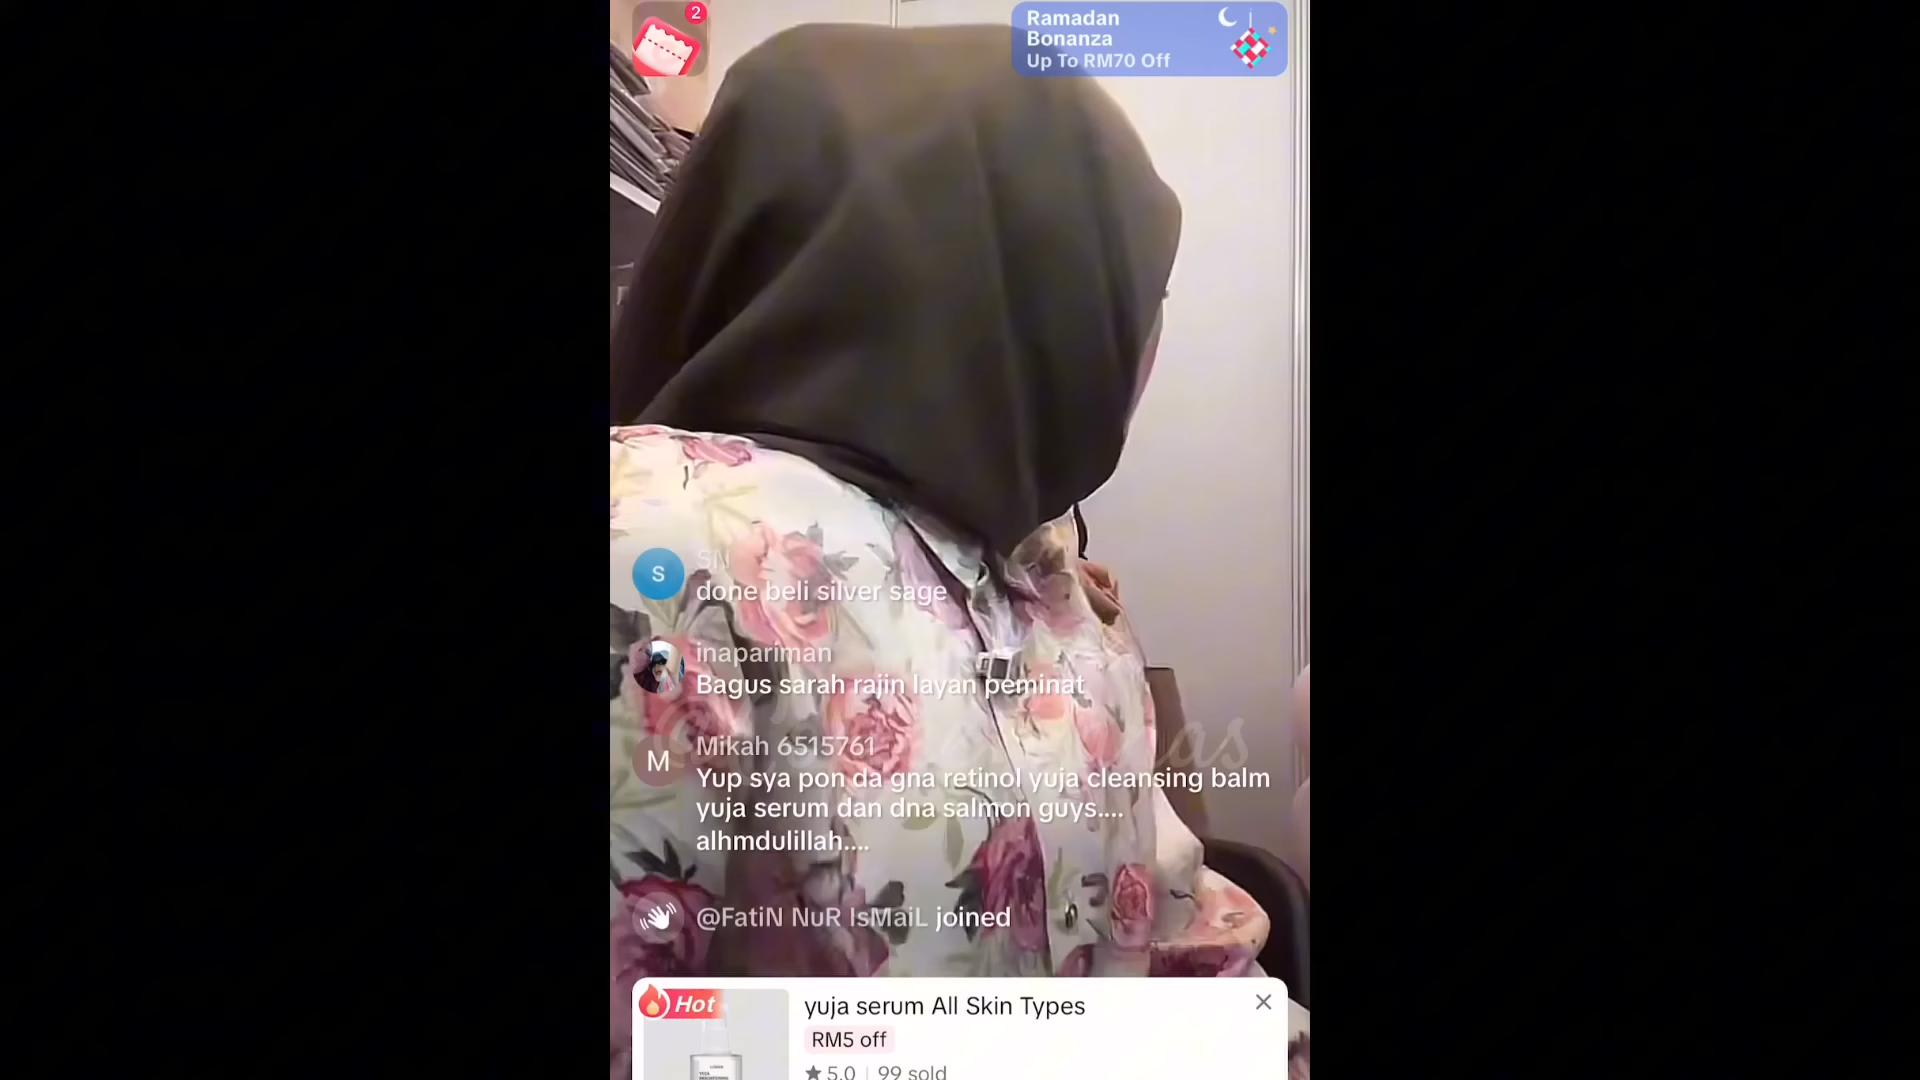 2
Ramadan
Bonanza
Up To RM70 Off
S
SN
done beli silver sage
inapariman
Bagus sarah rajin layan peminat
M
Mikah 6515761
Yup sya pon da gna retinol yuja cleansing balm
yuja serum dan dna salmon guys....
alhmdulillah....
@FatiN NuR IsMaiL joined
Hot
yuja serum All Skin Types
RM5 off
5.0 | 99 sold